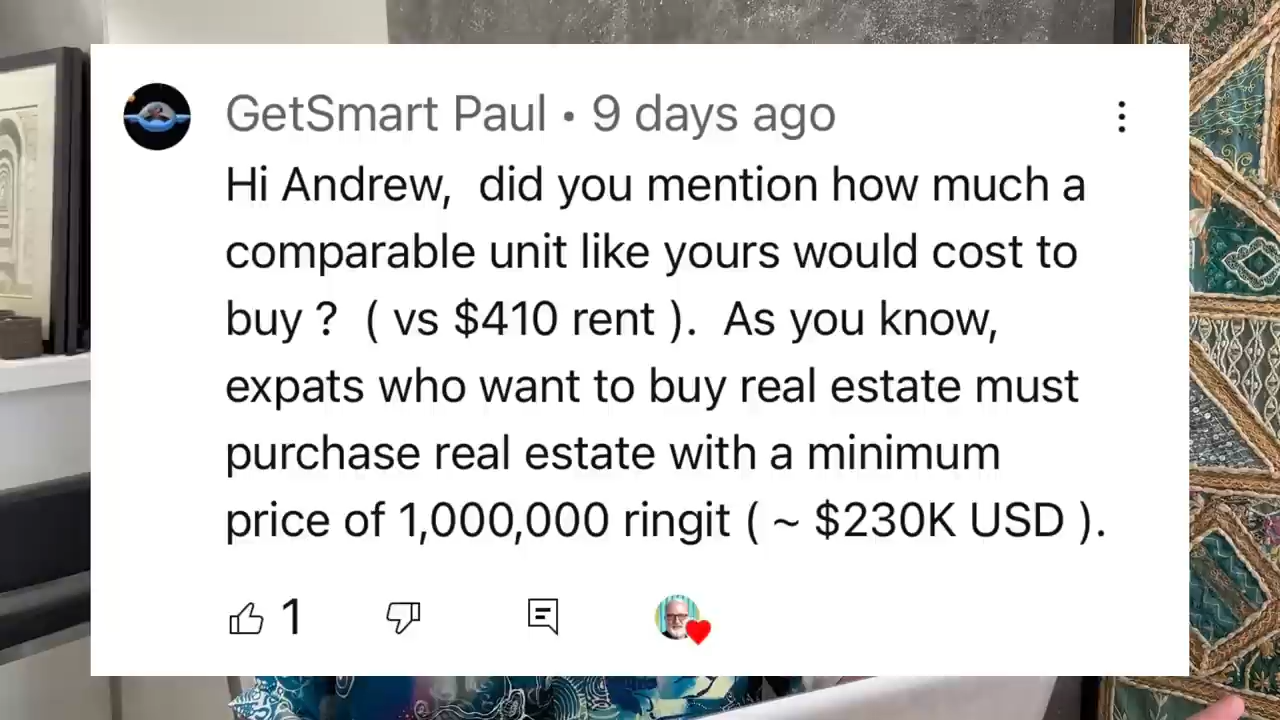 GetSmart Paul • 9 days ago
Hi Andrew,  did you mention how much a
comparable unit like yours would cost to
buy ?  ( vs $410 rent ).  As you know,
expats who want to buy real estate must
purchase real estate with a minimum
price of 1,000,000 ringit ( ~ $230K USD ).
1